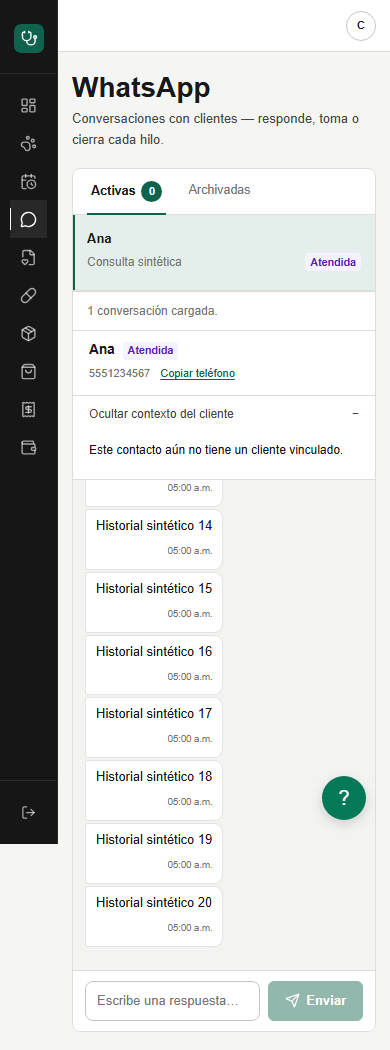 C
WhatsApp
Conversaciones con clientes — responde, toma o
cierra cada hilo.
Activas 0 Archivadas
Ana
Consulta sintética Atendida
1 conversación cargada.
Ana Atendida
5551234567 Copiar teléfono
Ocultar contexto del cliente −
Este contacto aún no tiene un cliente vinculado.
05:00 a.m.
Historial sintético 14
05:00 a.m.
Historial sintético 15
05:00 a.m.
Historial sintético 16
05:00 a.m.
Historial sintético 17
05:00 a.m.
Historial sintético 18
05:00 a.m.
?
Historial sintético 19
05:00 a.m.
Historial sintético 20
05:00 a.m.
Escribe una respuesta… Enviar